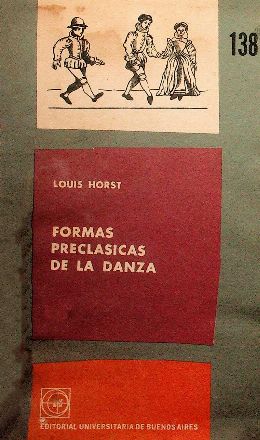 138
LOUIS HORST
FORMAS
PRECLASICAS
DE LA DANZA
EDITORIAL UNIVERSITARIA DE BUENOS AIRES